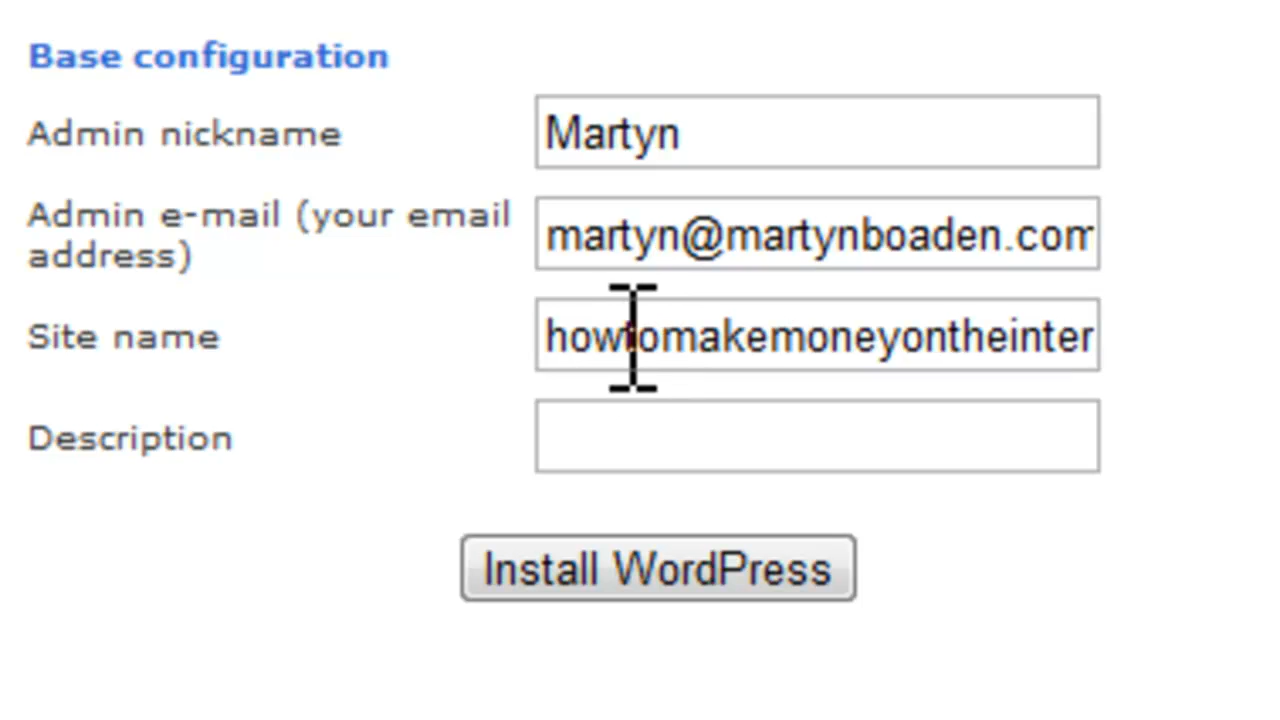 Base configuration
Admin nickname
Martyn
Admin e-mail (your email
address)
martyn@martynboaden.com
Site name
howtomakemoneyontheinter
Description
Install WordPress